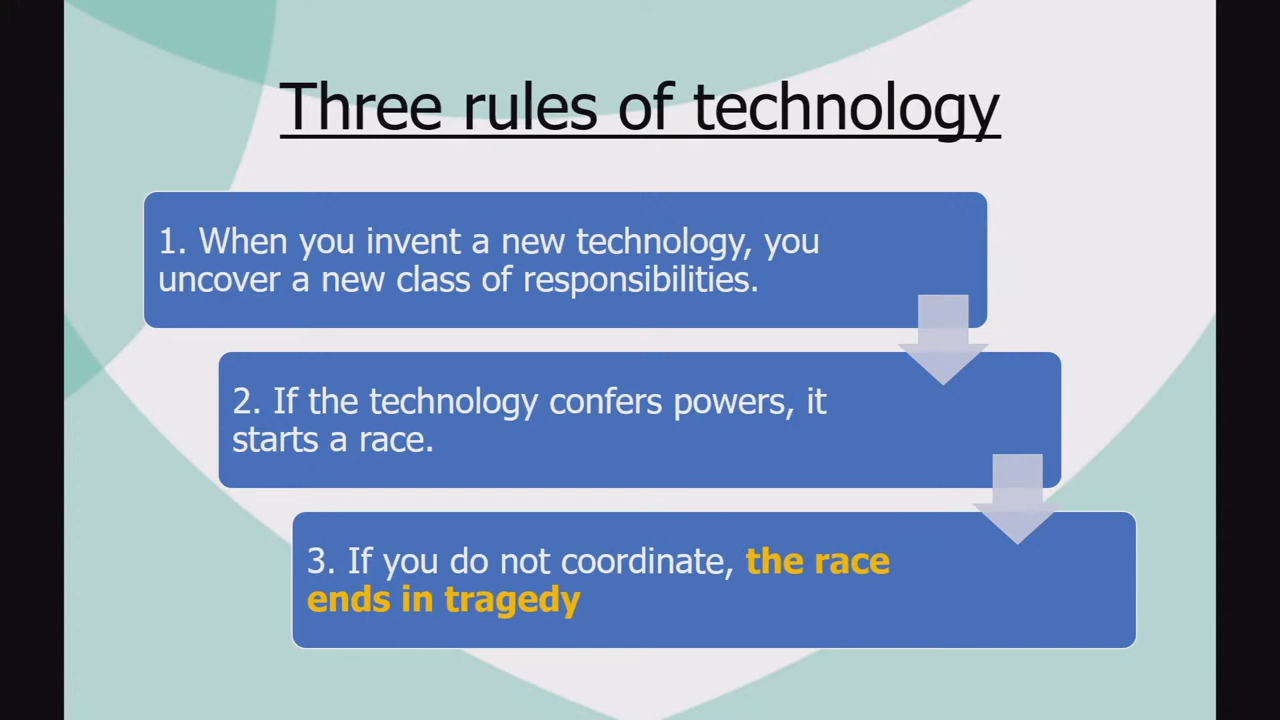 Three rules of technology
1. When you invent a new technology, you
uncover a new class of responsibilities.
2. If the technology confers powers, it
starts a race.
3. If you do not coordinate, the race
ends in tragedy